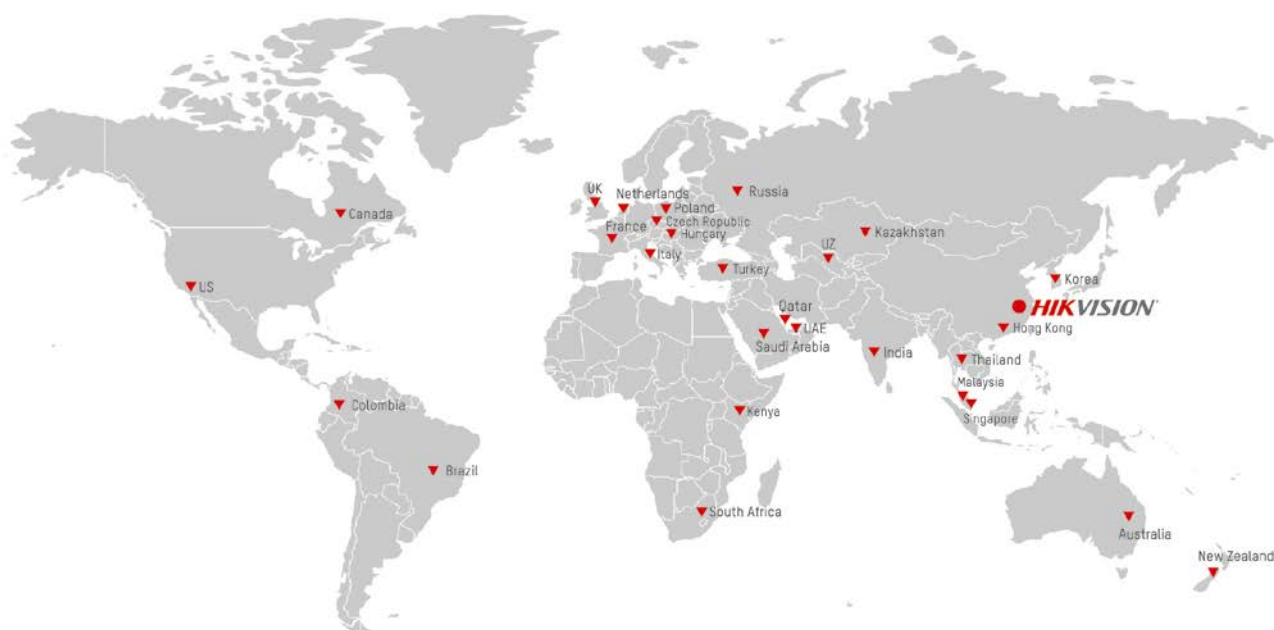 UK
Netherlands
Russia
Poland
Canada
Czech Republic
France
Hungary
Kazakhstan
UZ
Italy
Turkey
Korea
US
HIKVISION
Qatar
UAE
Hong Kong
Saudi Arabia
India
Thailand
Malaysia
Colombia
Kenya
Singapore
Brazil
South Africa
Australia
New Zealand